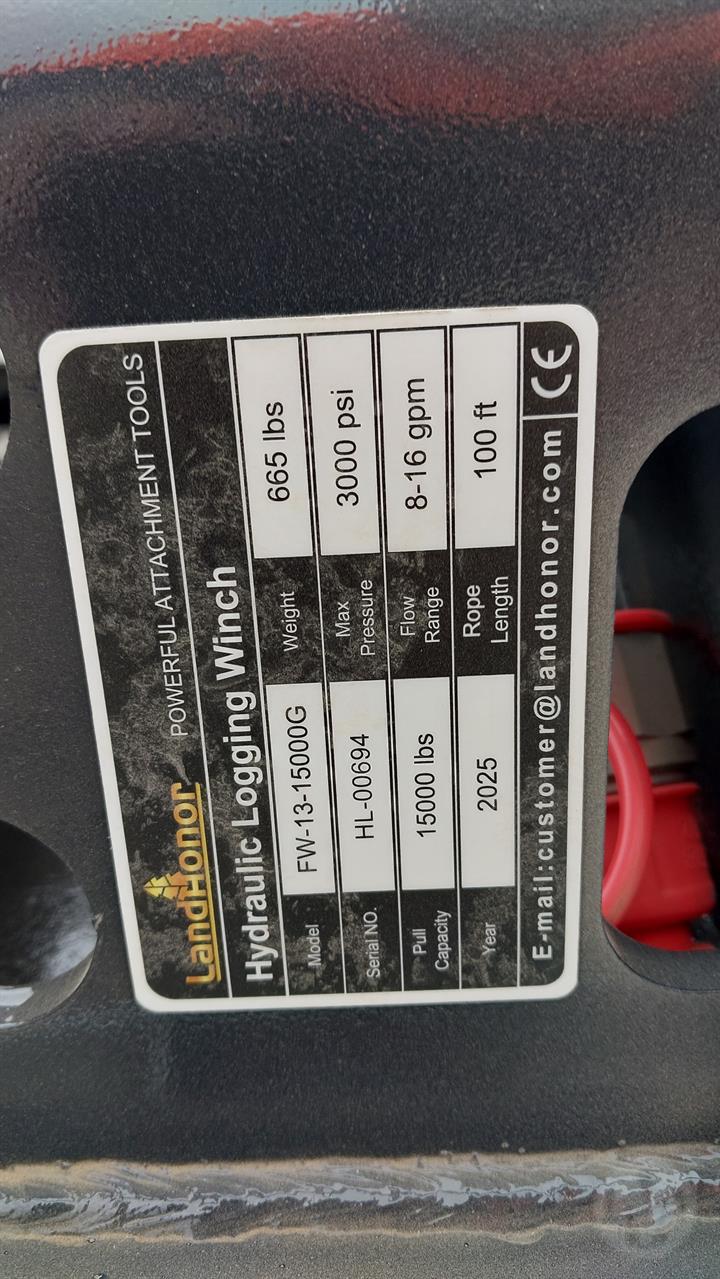 LandHonor POWERFUL ATTACHMENT TOOLS
Hydraulic Logging Winch
Model FW-13-15000G Weight 665 lbs
Serial NO. HL-00694 Max Pressure 3000 psi
Pull Capacity 15000 lbs Flow Range 8-16 gpm
Year 2025 Rope Length 100 ft
E-mail:customer@landhonor.com CE